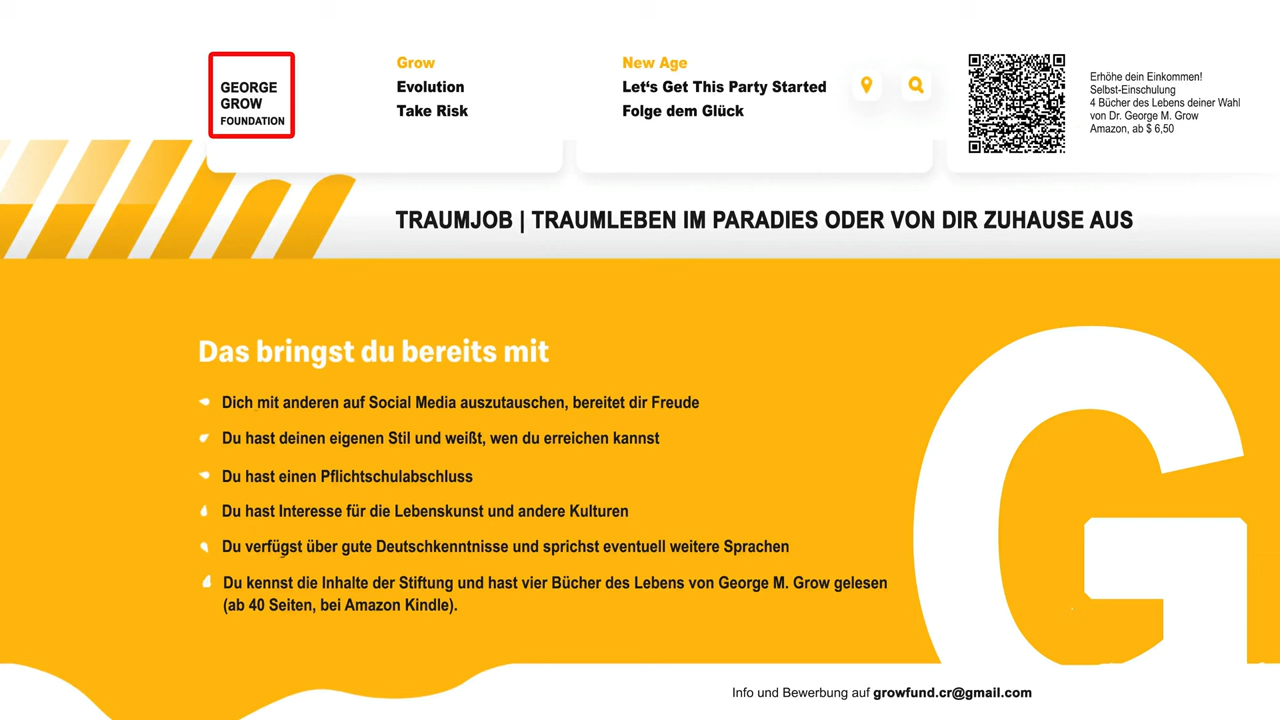 GEORGE
GROW
FOUNDATION
Grow
Evolution
Take Risk
New Age
Let‘s Get This Party Started
Folge dem Glück
Erhöhe dein Einkommen!
Selbst-Einschulung
4 Bücher des Lebens deiner Wahl
von Dr. George M. Grow
Amazon, ab $ 6,50
TRAUMJOB | TRAUMLEBEN IM PARADIES ODER VON DIR ZUHAUSE AUS
Das bringst du bereits mit
Dich mit anderen auf Social Media auszutauschen, bereitet dir Freude
Du hast deinen eigenen Stil und weißt, wen du erreichen kannst
Du hast einen Pflichtschulabschluss
Du hast Interesse für die Lebenskunst und andere Kulturen
Du verfügst über gute Deutschkenntnisse und sprichst eventuell weitere Sprachen
Du kennst die Inhalte der Stiftung und hast vier Bücher des Lebens von George M. Grow gelesen
(ab 40 Seiten, bei Amazon Kindle).
G
Info und Bewerbung auf growfund.cr@gmail.com